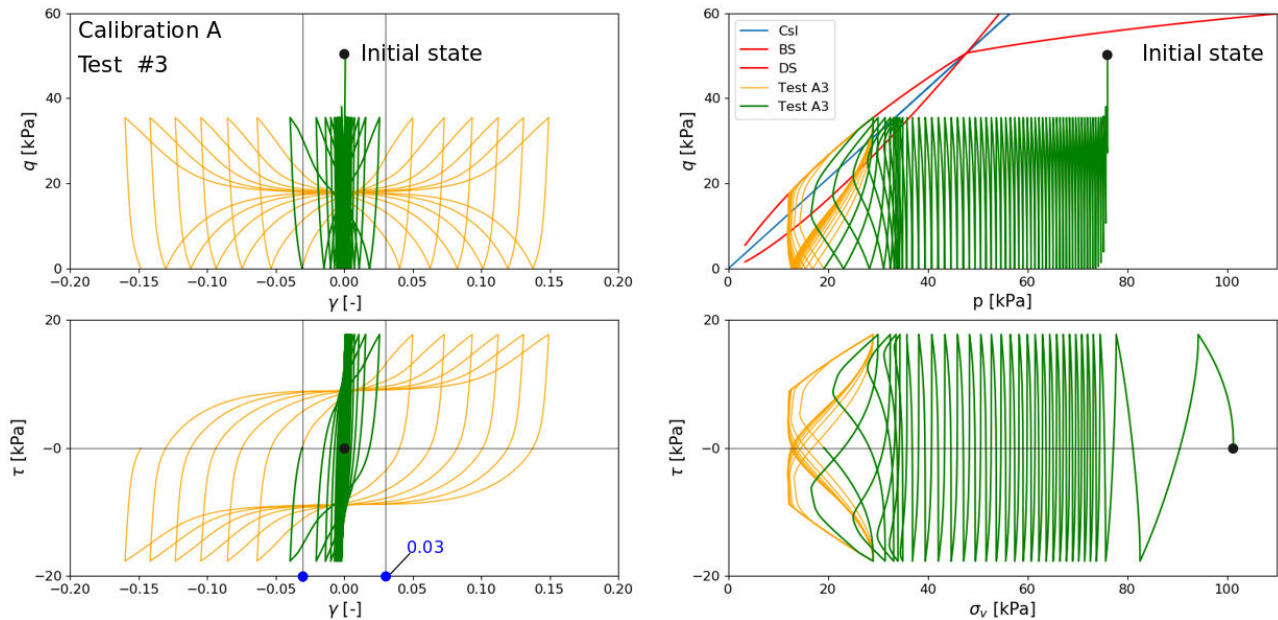 Calibration A
Test #3
Initial state
q [kPa]
60
40
20
0
−0.20 −0.15 −0.10 −0.05 0.00 0.05 0.10 0.15 0.20
γ [-]
Csl
BS
DS
Test A3
Test A3
Initial state
q [kPa]
60
40
20
0
0 20 40 60 80 100
p [kPa]
τ [kPa]
20
−0
−20
0.03
−0.20 −0.15 −0.10 −0.05 0.00 0.05 0.10 0.15 0.20
γ [-]
τ [kPa]
20
−0
−20
0 20 40 60 80 100
σv [kPa]